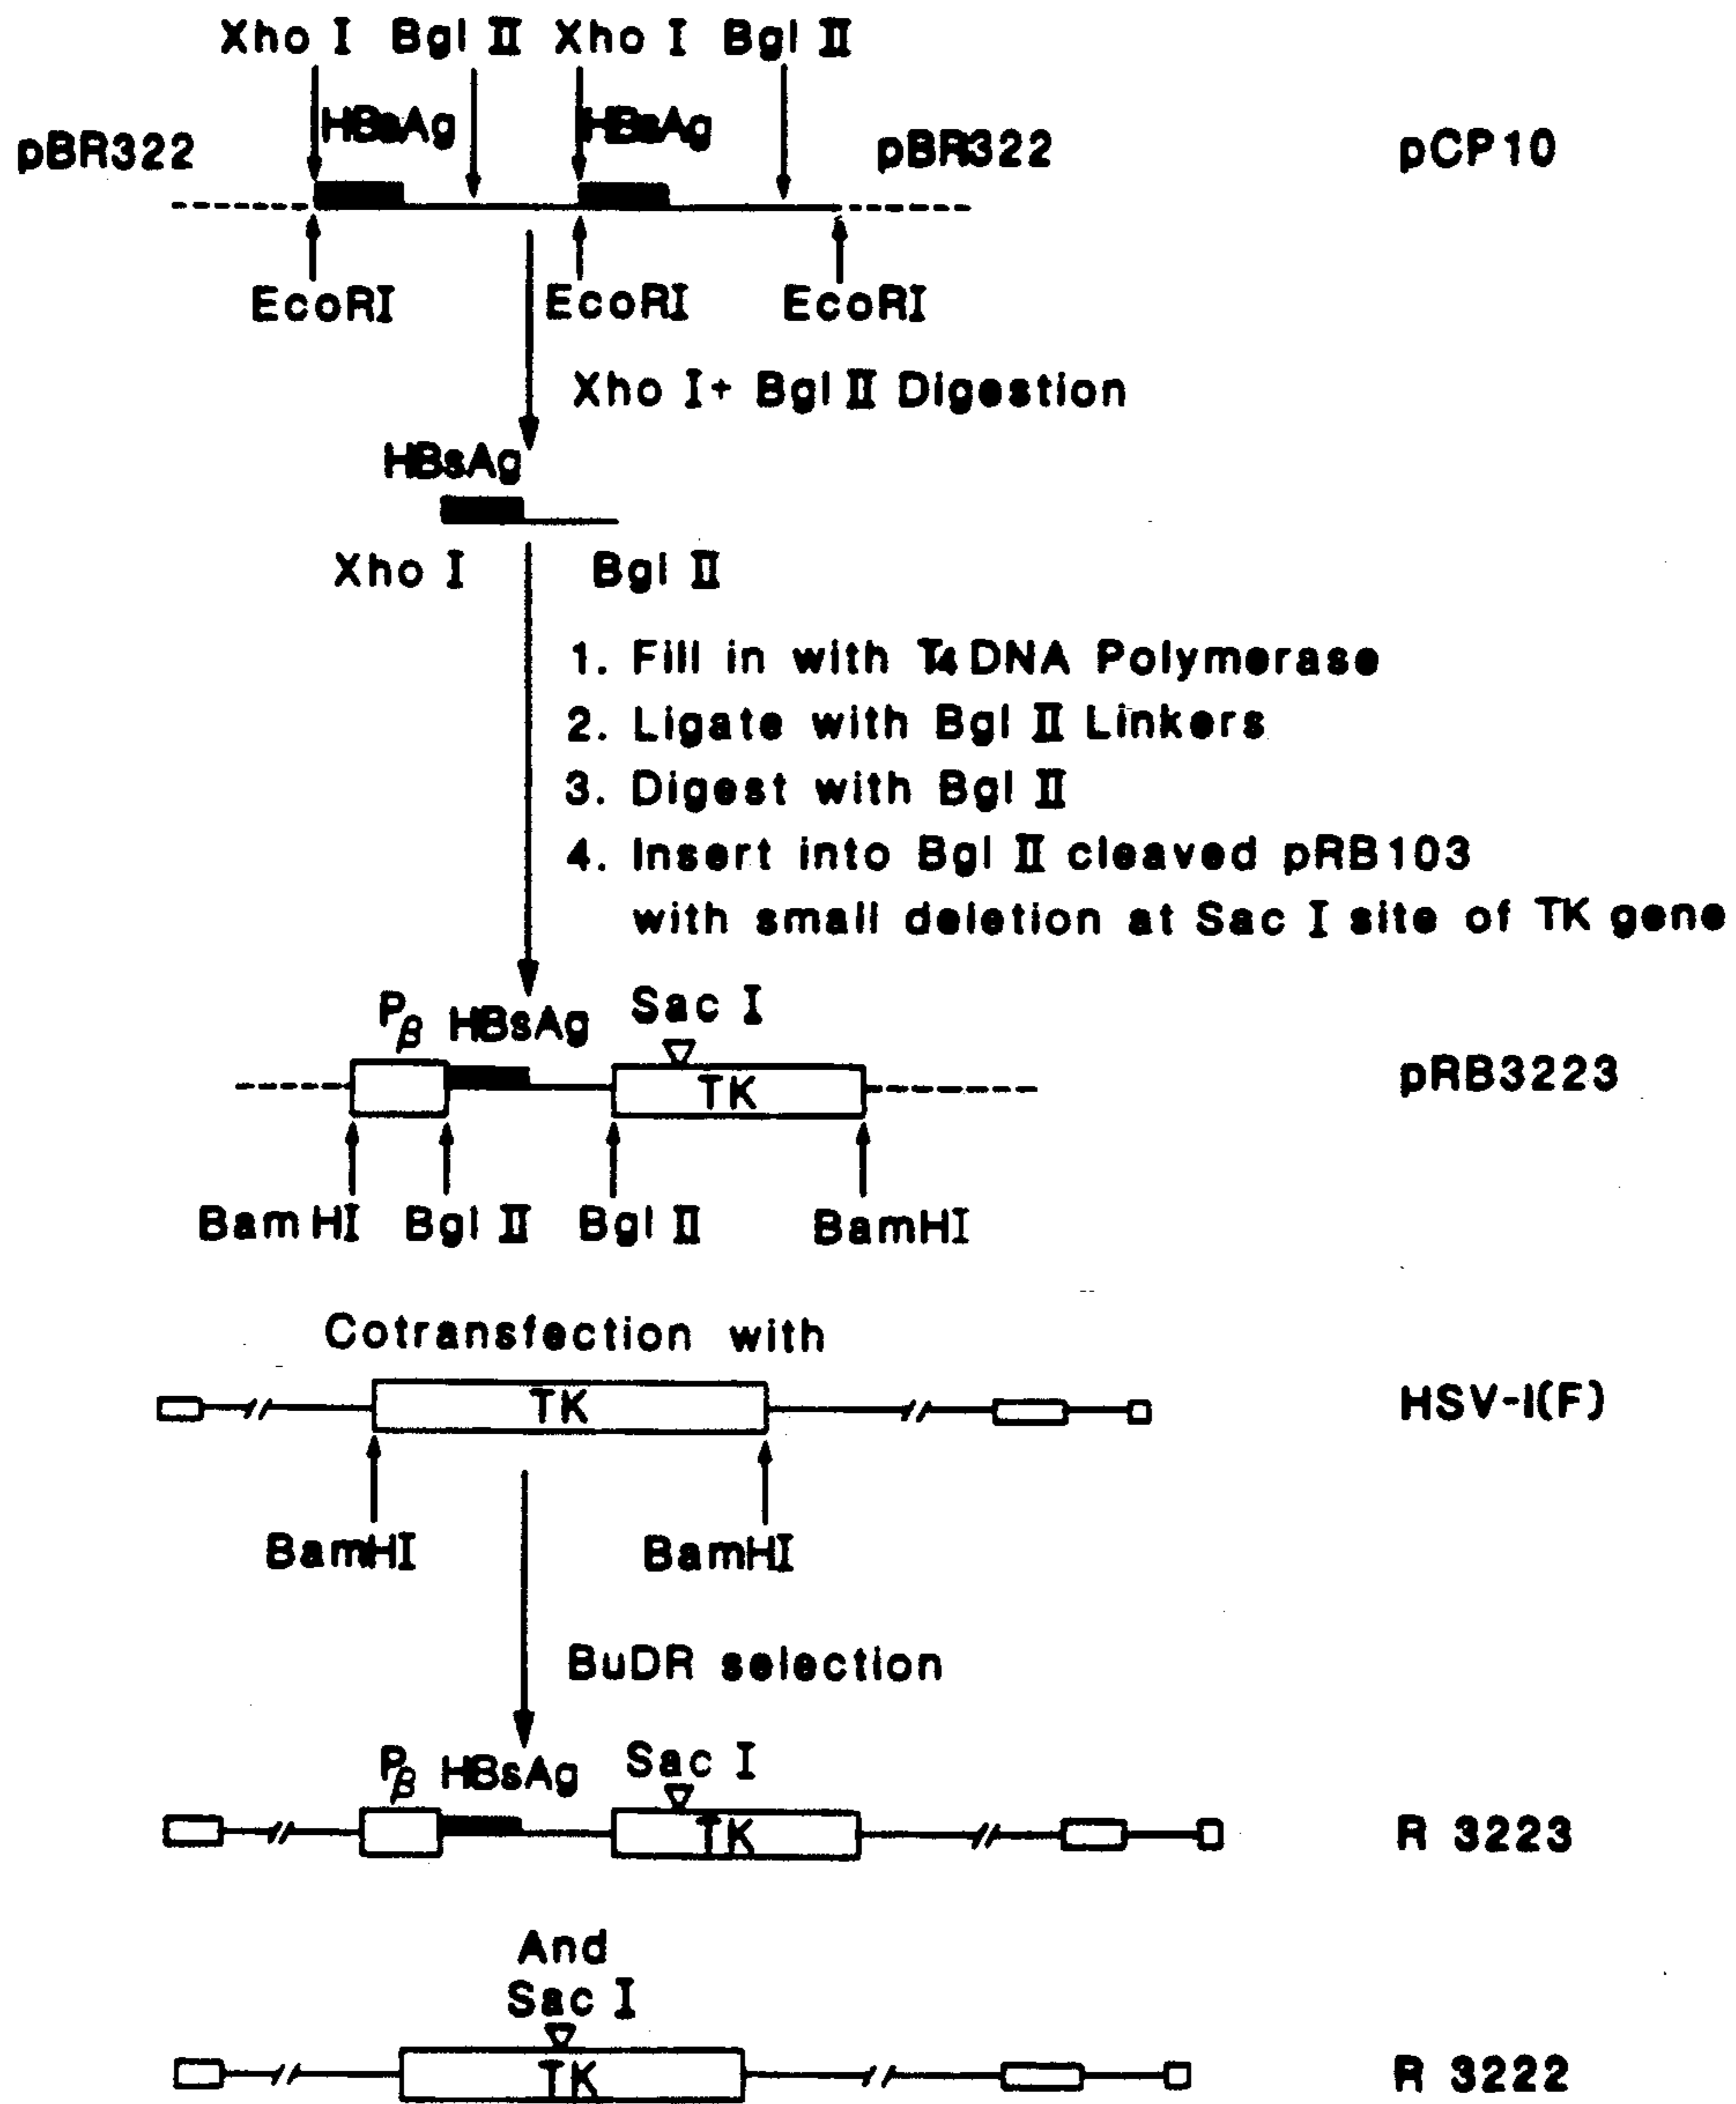 Xho I Bgl II Xho I Bgl II
HBsAg HBsAg
pBR322 pBR322 pCP10
EcoRI EcoRI EcoRI
Xho I+ Bgl II Digestion
HBsAg
Xho I Bgl II
1. Fill in with T4 DNA Polymerase
2. Ligate with Bgl II Linkers
3. Digest with Bgl II
4. Insert into Bgl II cleaved pRB103
with small deletion at Sac I site of TK gene
Pβ HBsAg Sac I
TK pRB3223
BamHI Bgl II Bgl II BamHI
Cotransfection with
TK HSV-I(F)
BamHI BamHI
BuDR selection
Pβ HBsAg Sac I
TK R 3223
And
Sac I
TK R 3222